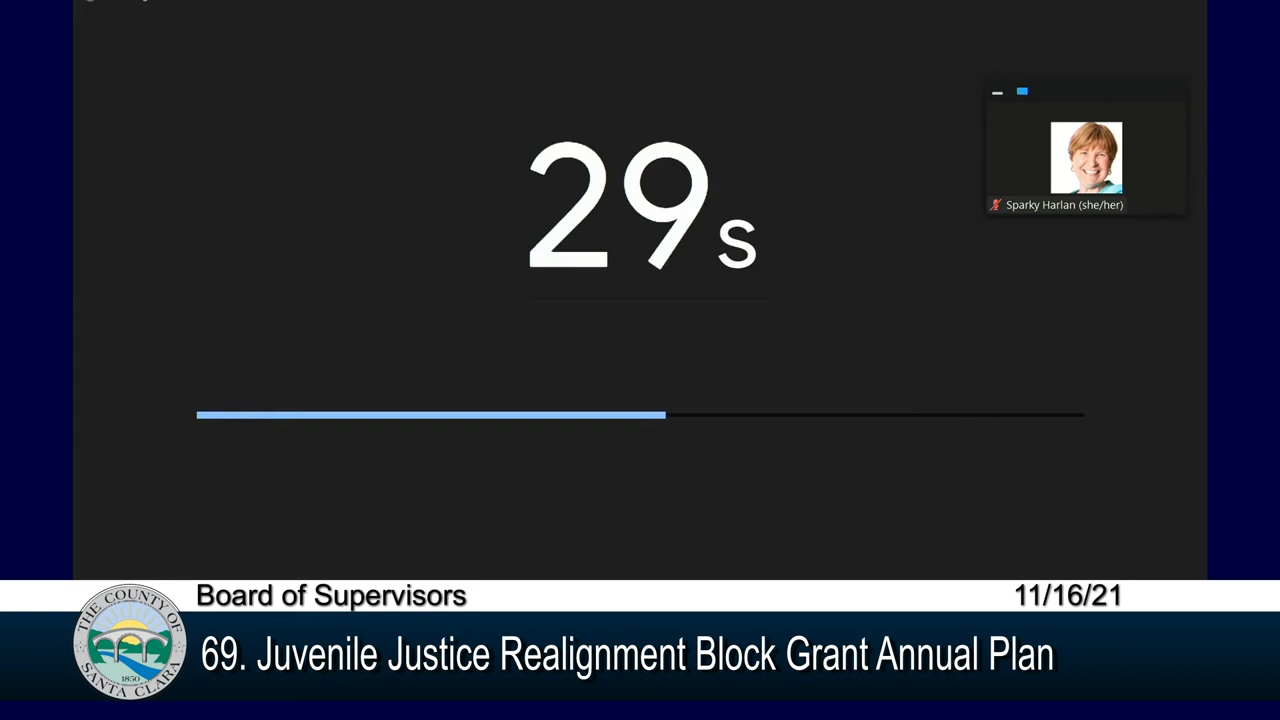 29s
Sparky Harlan (she/her)
Board of Supervisors
11/16/21
THE COUNTY OF
SANTA CLARA
1850
69. Juvenile Justice Realignment Block Grant Annual Plan